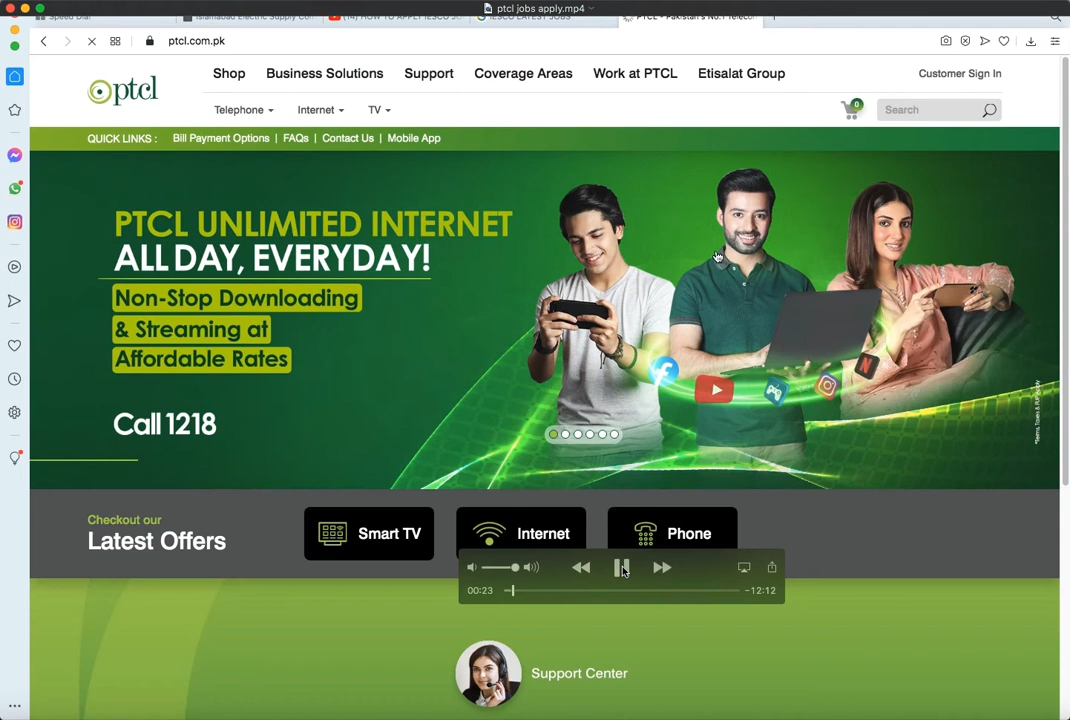 ptcl jobs apply.mp4
Speed Dial
Islamabad Electric Supply Com
(14) HOW TO APPLY IESCO
IESCO LATEST JOBS
PTCL - Pakistan's No.1 Teleco
ptcl.com.pk
ptcl
Shop
Business Solutions
Support
Coverage Areas
Work at PTCL
Etisalat Group
Customer Sign In
Telephone
Internet
TV
0
Search
QUICK LINKS :
Bill Payment Options | FAQs | Contact Us | Mobile App
PTCL UNLIMITED INTERNET
ALL DAY, EVERYDAY!
Non-Stop Downloading
& Streaming at
Affordable Rates
Call 1218
Checkout our
Latest Offers
Smart TV
Internet
Phone
00:23
-12:12
Support Center